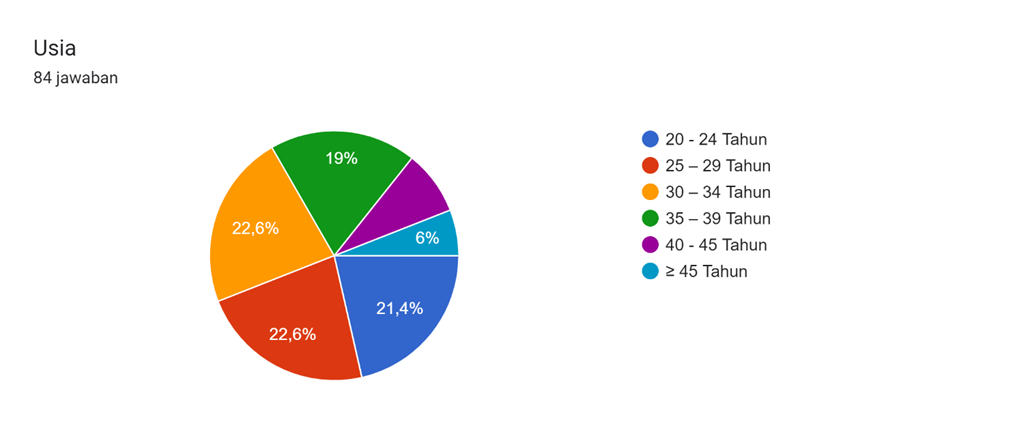 Usia
84 jawaban
20 - 24 Tahun
25 – 29 Tahun
30 – 34 Tahun
35 – 39 Tahun
40 - 45 Tahun
≥ 45 Tahun
19%
22,6%
6%
21,4%
22,6%